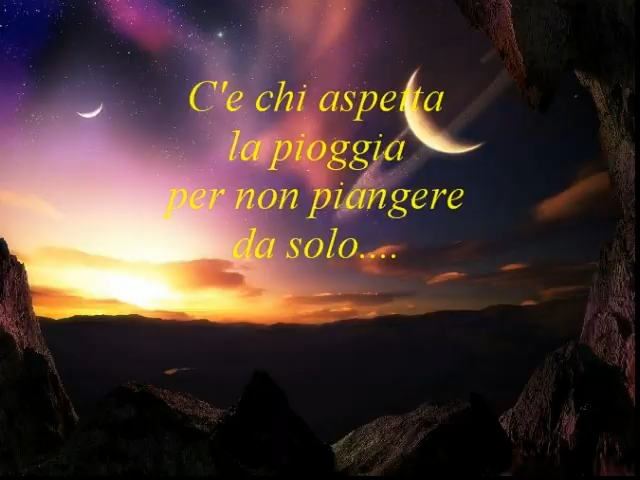 C'e chi aspetta
la pioggia
per non piangere
da solo....